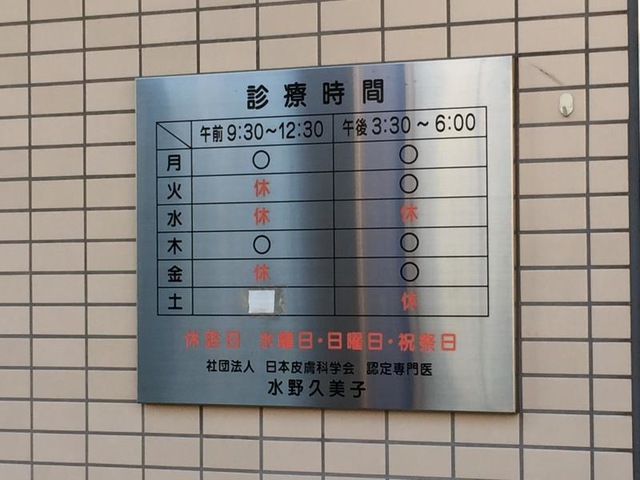 診療時間
午前9:30～12:30 午後3:30～6:00
月 ○ ○
火 休 ○
水 休 休
木 ○ ○
金 休 ○
土 休
休診日 水曜日・日曜日・祝祭日
社団法人 日本皮膚科学会 認定専門医
水野久美子